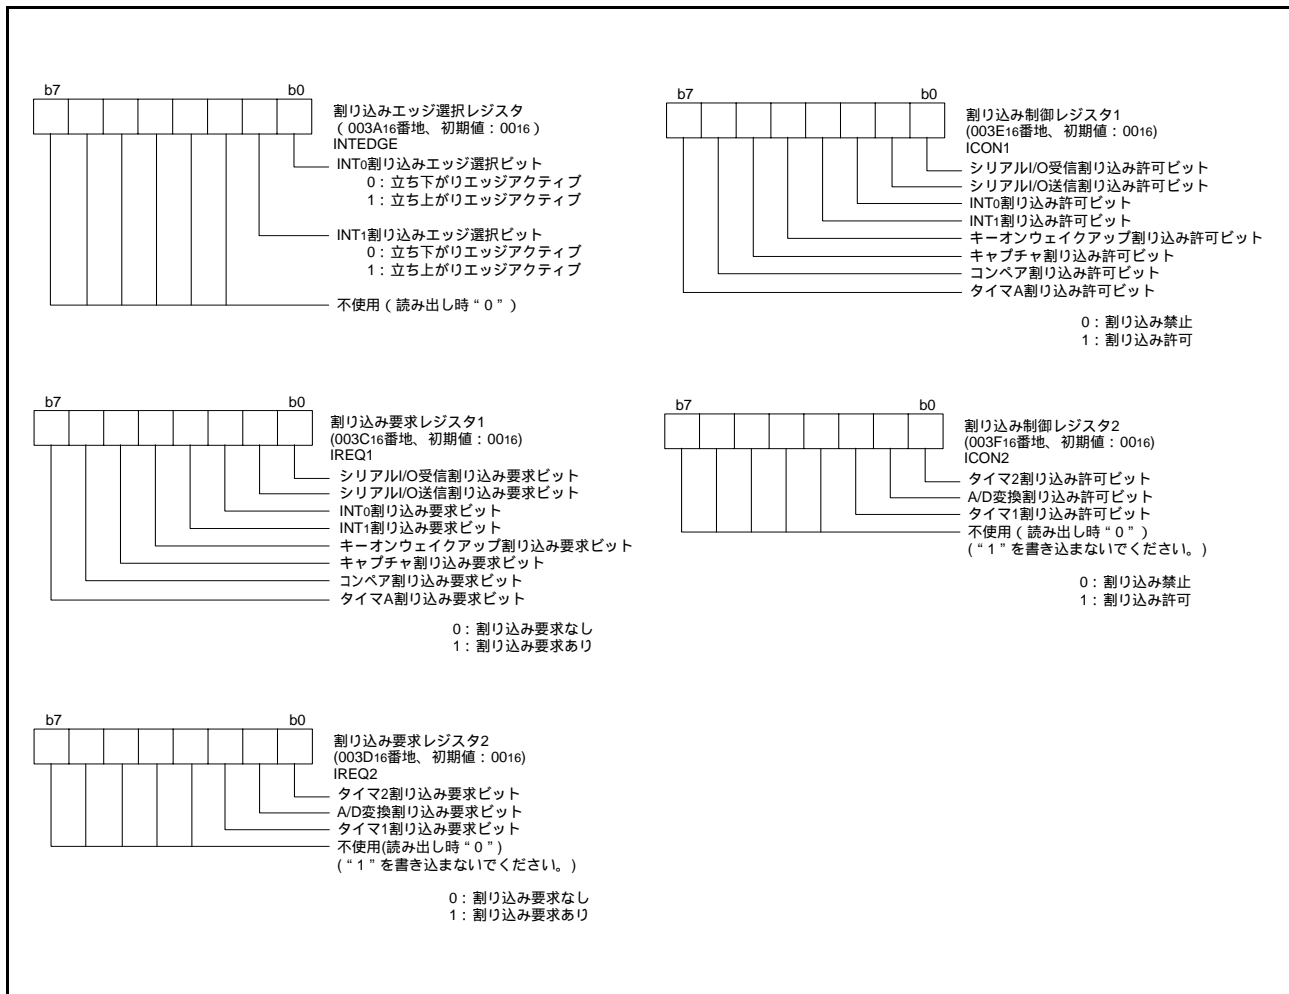 b7 b0
割り込みエッジ選択レジスタ
（003A16番地、初期値：0016）
INTEDGE
INT0割り込みエッジ選択ビット
0：立ち下がりエッジアクティブ
1：立ち上がりエッジアクティブ
INT1割り込みエッジ選択ビット
0：立ち下がりエッジアクティブ
1：立ち上がりエッジアクティブ
不使用（読み出し時“0”）
b7 b0
割り込み要求レジスタ1
(003C16番地、初期値：0016)
IREQ1
シリアルI/O受信割り込み要求ビット
シリアルI/O送信割り込み要求ビット
INT0割り込み要求ビット
INT1割り込み要求ビット
キーオンウェイクアップ割り込み要求ビット
キャプチャ割り込み要求ビット
コンペア割り込み要求ビット
タイマA割り込み要求ビット
0：割り込み要求なし
1：割り込み要求あり
b7 b0
割り込み要求レジスタ2
(003D16番地、初期値：0016)
IREQ2
タイマ2割り込み要求ビット
A/D変換割り込み要求ビット
タイマ1割り込み要求ビット
不使用(読み出し時“0”)
(“1”を書き込まないでください。)
0：割り込み要求なし
1：割り込み要求あり
b7 b0
割り込み制御レジスタ1
(003E16番地、初期値：0016)
ICON1
シリアルI/O受信割り込み許可ビット
シリアルI/O送信割り込み許可ビット
INT0割り込み許可ビット
INT1割り込み許可ビット
キーオンウェイクアップ割り込み許可ビット
キャプチャ割り込み許可ビット
コンペア割り込み許可ビット
タイマA割り込み許可ビット
0：割り込み禁止
1：割り込み許可
b7 b0
割り込み制御レジスタ2
(003F16番地、初期値：0016)
ICON2
タイマ2割り込み許可ビット
A/D変換割り込み許可ビット
タイマ1割り込み許可ビット
不使用（読み出し時“0”）
(“1”を書き込まないでください。)
0：割り込み禁止
1：割り込み許可